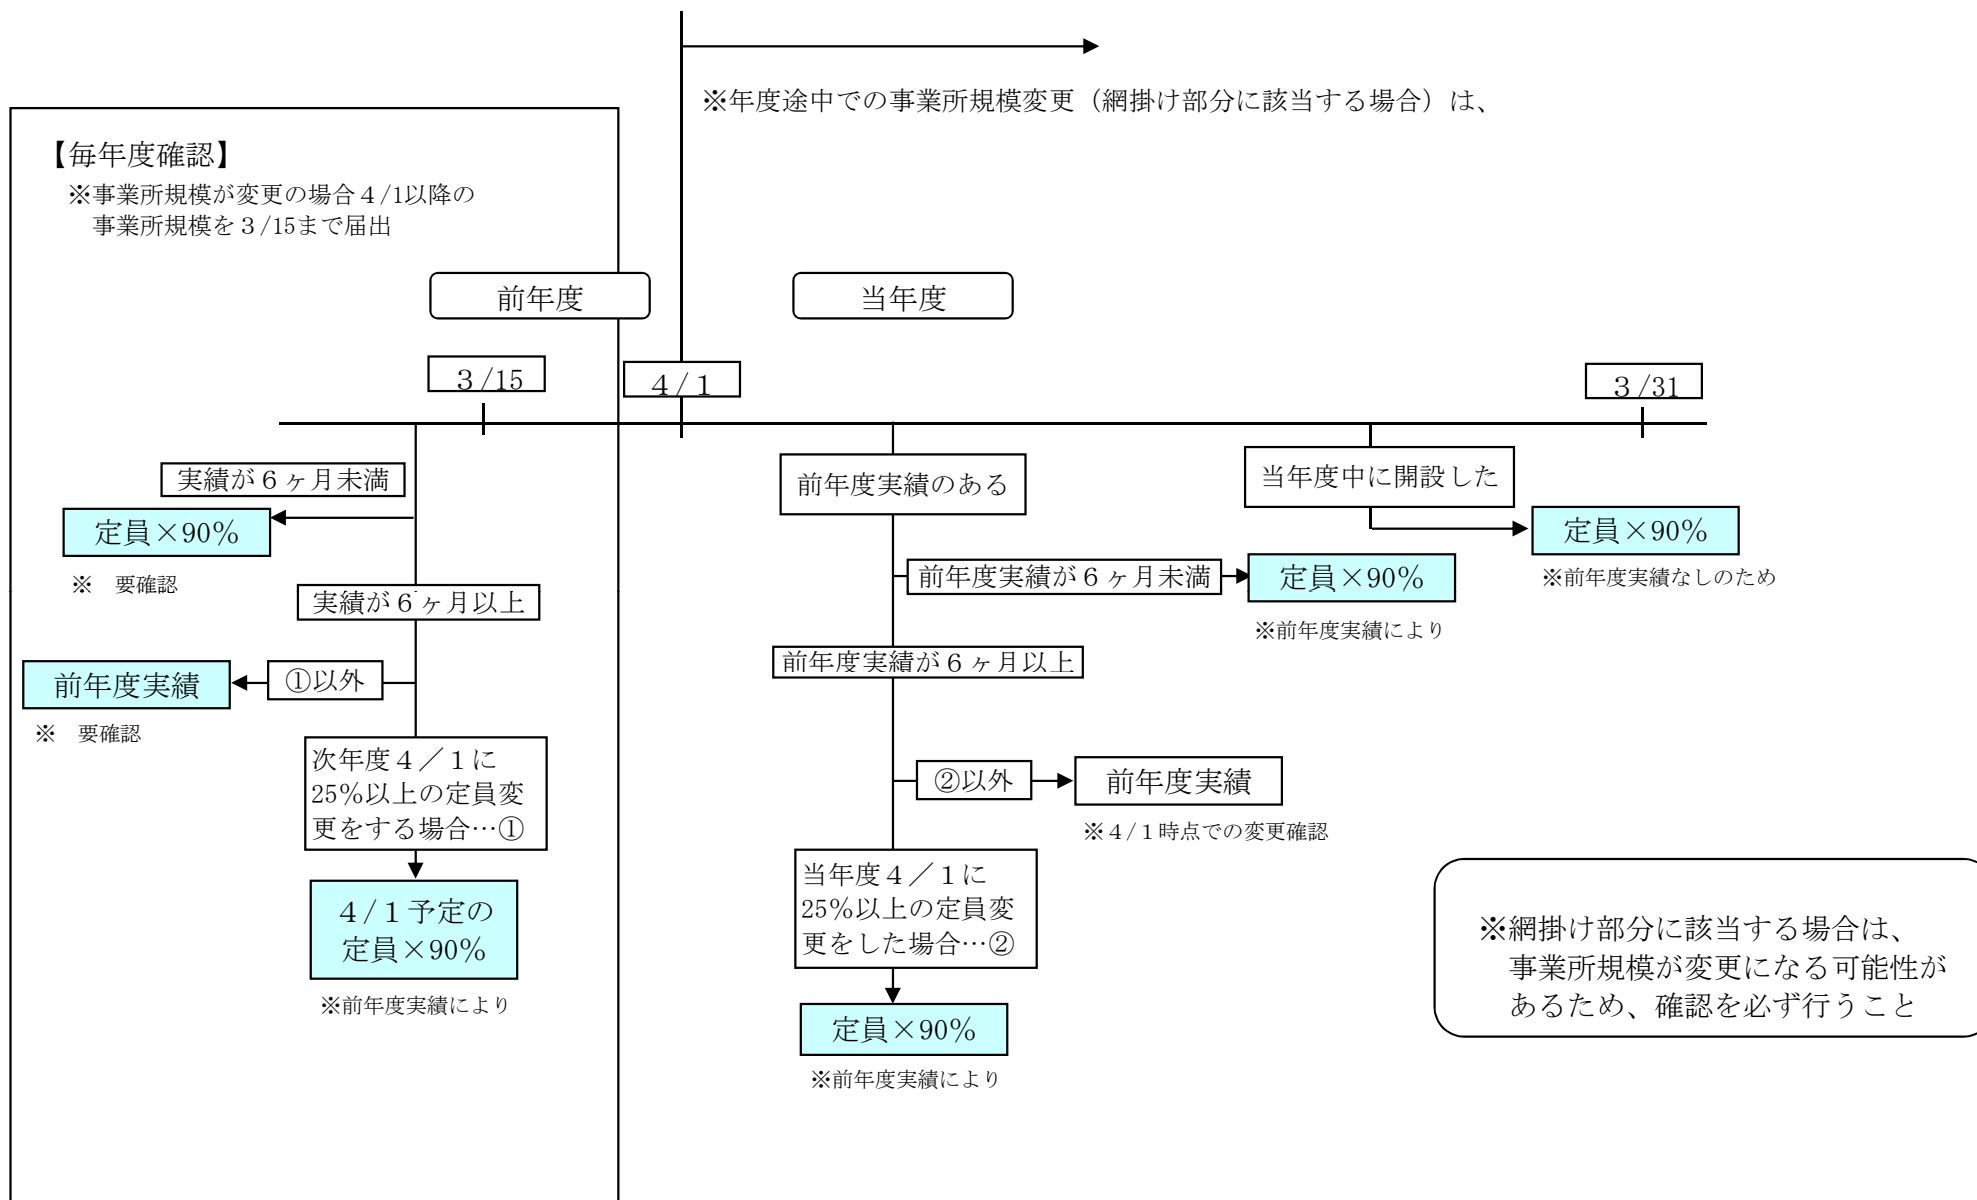 ※年度途中での事業所規模変更（網掛け部分に該当する場合）は、
【毎年度確認】
※事業所規模が変更の場合４/1以降の
事業所規模を３/15まで届出
前年度
当年度
３/15
４/１
３/31
実績が６ヶ月未満
定員×90％
※　要確認
実績が６ヶ月以上
①以外
前年度実績
※　要確認
次年度４／１に
25％以上の定員変
更をする場合…①
４/１予定の
定員×90％
※前年度実績により
前年度実績のある
前年度実績が６ヶ月未満
定員×90％
※前年度実績により
前年度実績が６ヶ月以上
②以外
前年度実績
※４/１時点での変更確認
当年度４／１に
25％以上の定員変
更をした場合…②
定員×90％
※前年度実績により
当年度中に開設した
定員×90％
※前年度実績なしのため
※網掛け部分に該当する場合は、
事業所規模が変更になる可能性が
あるため、確認を必ず行うこと